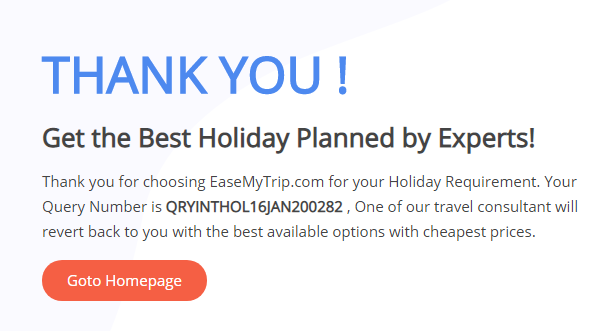 THANK YOU !
Get the Best Holiday Planned by Experts!
Thank you for choosing EaseMyTrip.com for your Holiday Requirement. Your
Query Number is QRYINTHOL16JAN200282 , One of our travel consultant will
revert back to you with the best available options with cheapest prices.
Goto Homepage